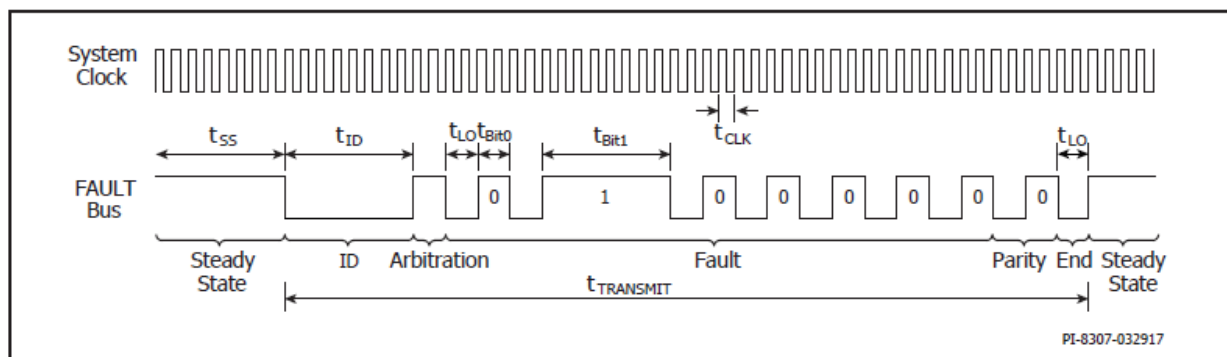 System
Clock
tSS tID tLO tBit0 tBit1 tCLK tLO
FAULT
Bus
0 1 0 0 0 0 0 0
Steady
State
ID Arbitration Fault Parity End Steady
State
tTRANSMIT
PI-8307-032917